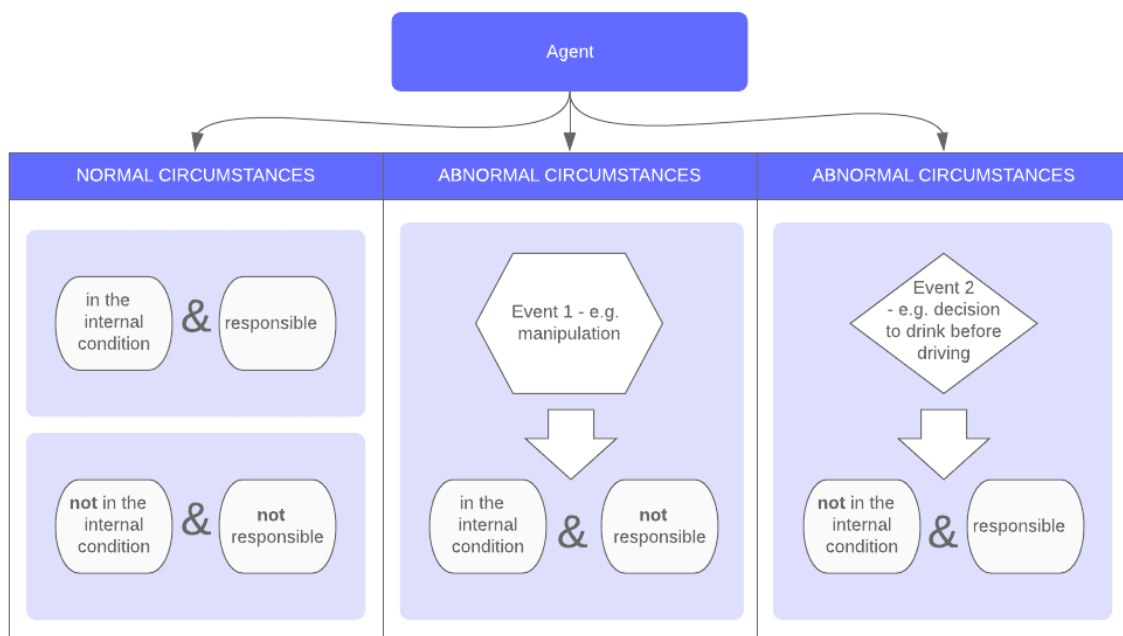 Agent
NORMAL CIRCUMSTANCES
ABNORMAL CIRCUMSTANCES
ABNORMAL CIRCUMSTANCES
in the
internal
condition
&
responsible
not in the
internal
condition
&
not
responsible
Event 1 - e.g.
manipulation
in the
internal
condition
&
not
responsible
Event 2
- e.g. decision
to drink before
driving
not in the
internal
condition
&
responsible